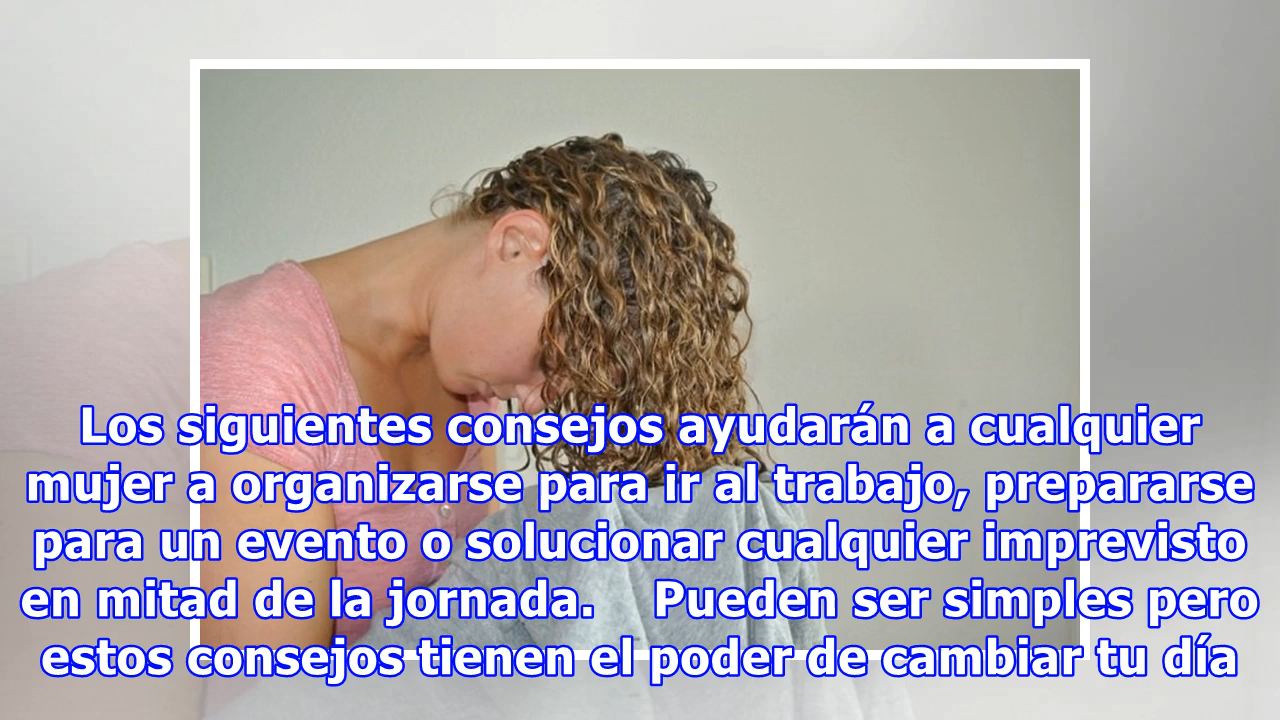 Los siguientes consejos ayudarán a cualquier
mujer a organizarse para ir al trabajo, prepararse
para un evento o solucionar cualquier imprevisto
en mitad de la jornada.    Pueden ser simples pero
estos consejos tienen el poder de cambiar tu día